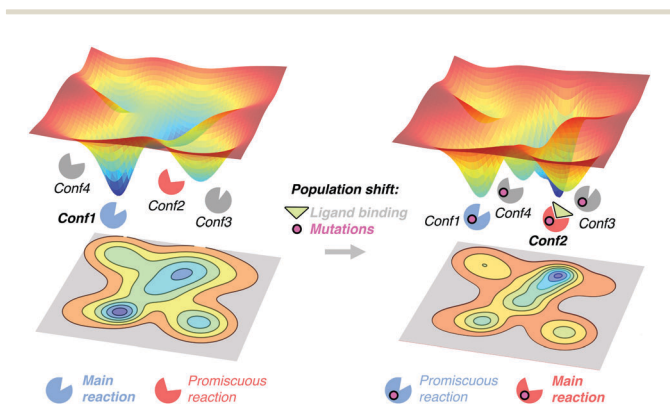 Conf4
Conf2
Conf1
Conf3
Population shift:
Ligand binding
Mutations
Conf1
Conf4
Conf3
Conf2
Main
reaction
Promiscuous
reaction
Promiscuous
reaction
Main
reaction